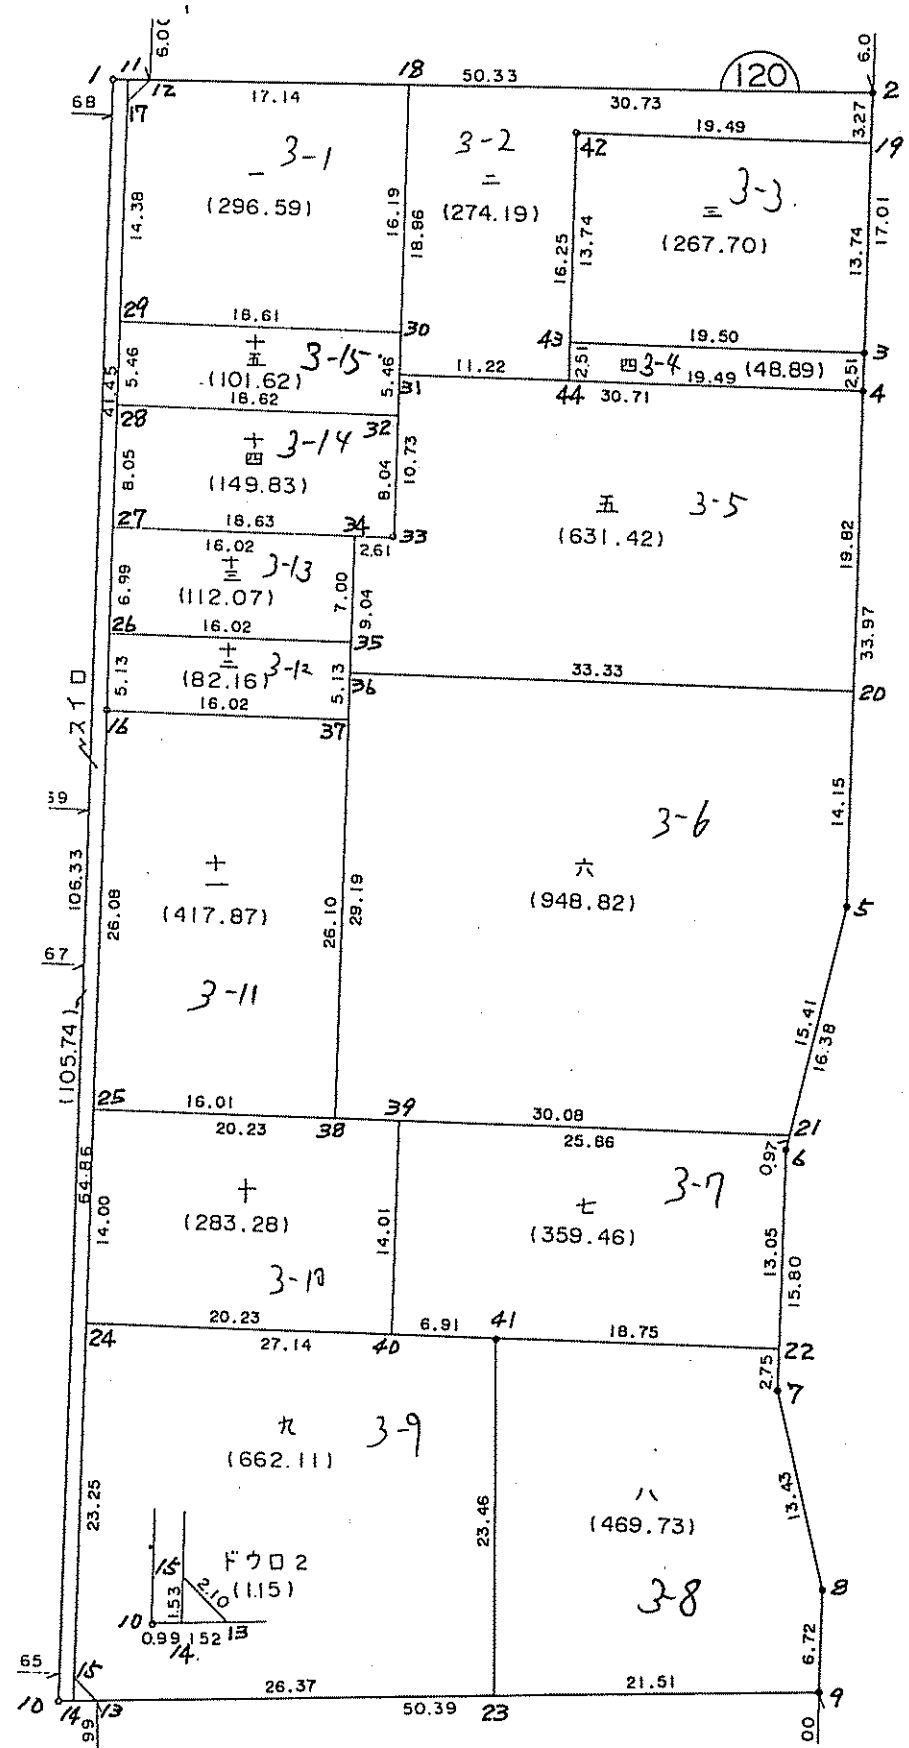 6.0(
1 11 12 18 50.33 120 6.0 2
68 17 17.14 30.73 3.27
19.49 19
42
一 3-1
(296.59)
14.38
16.19
18.86
3-2
二
(274.19)
三 3-3
(267.70)
16.25
13.74
13.74
17.01
29 18.61 30
43 19.50 3
十五 3-15
(101.62)
5.46
5.46
41.45
31 11.22
2.51
四 3-4 (48.89)
2.51
44 19.49 4
30.71
28 18.62 32
十四 3-14
(149.83)
8.05
8.04
10.73
五 3-5
(631.42)
19.82
33.97
27 18.63 34 33
16.02 2.61
十三 3-13
(112.07)
6.99
7.00
9.04
26 16.02 35
十二 3-12
(82.16)
5.13
5.13
36 33.33 20
16 16.02 37
スイロ
59
106.33
26.08
十一
(417.87)
3-11
26.10
29.19
3-6
六
(948.82)
14.15
5
67
(105.74)
15.41
16.38
25 16.01 38 39 30.08 21
20.23 25.86
0.97 6
64.86
14.00
十
(283.28)
3-10
14.01
七 3-7
(359.46)
13.05
15.80
24 20.23 40 6.91 41 18.75 22
27.14
2.75 7
九 3-9
(662.11)
23.25
23.46
八
(469.73)
3-8
13.43
8
6.72
ドウロ2
(1.15)
15 1.53 2.10
10 0.99 1.52 13
14
65 15
10 14 13 26.37 50.39 23 21.51 9
99
00